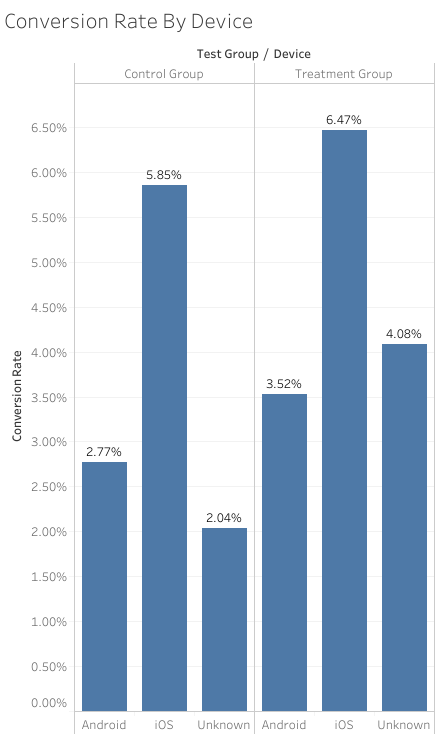 Conversion Rate By Device
Test Group / Device
Control Group
Treatment Group
Conversion Rate
6.50%
6.00%
5.50%
5.00%
4.50%
4.00%
3.50%
3.00%
2.50%
2.00%
1.50%
1.00%
0.50%
0.00%
2.77%
5.85%
2.04%
3.52%
6.47%
4.08%
Android
iOS
Unknown
Android
iOS
Unknown